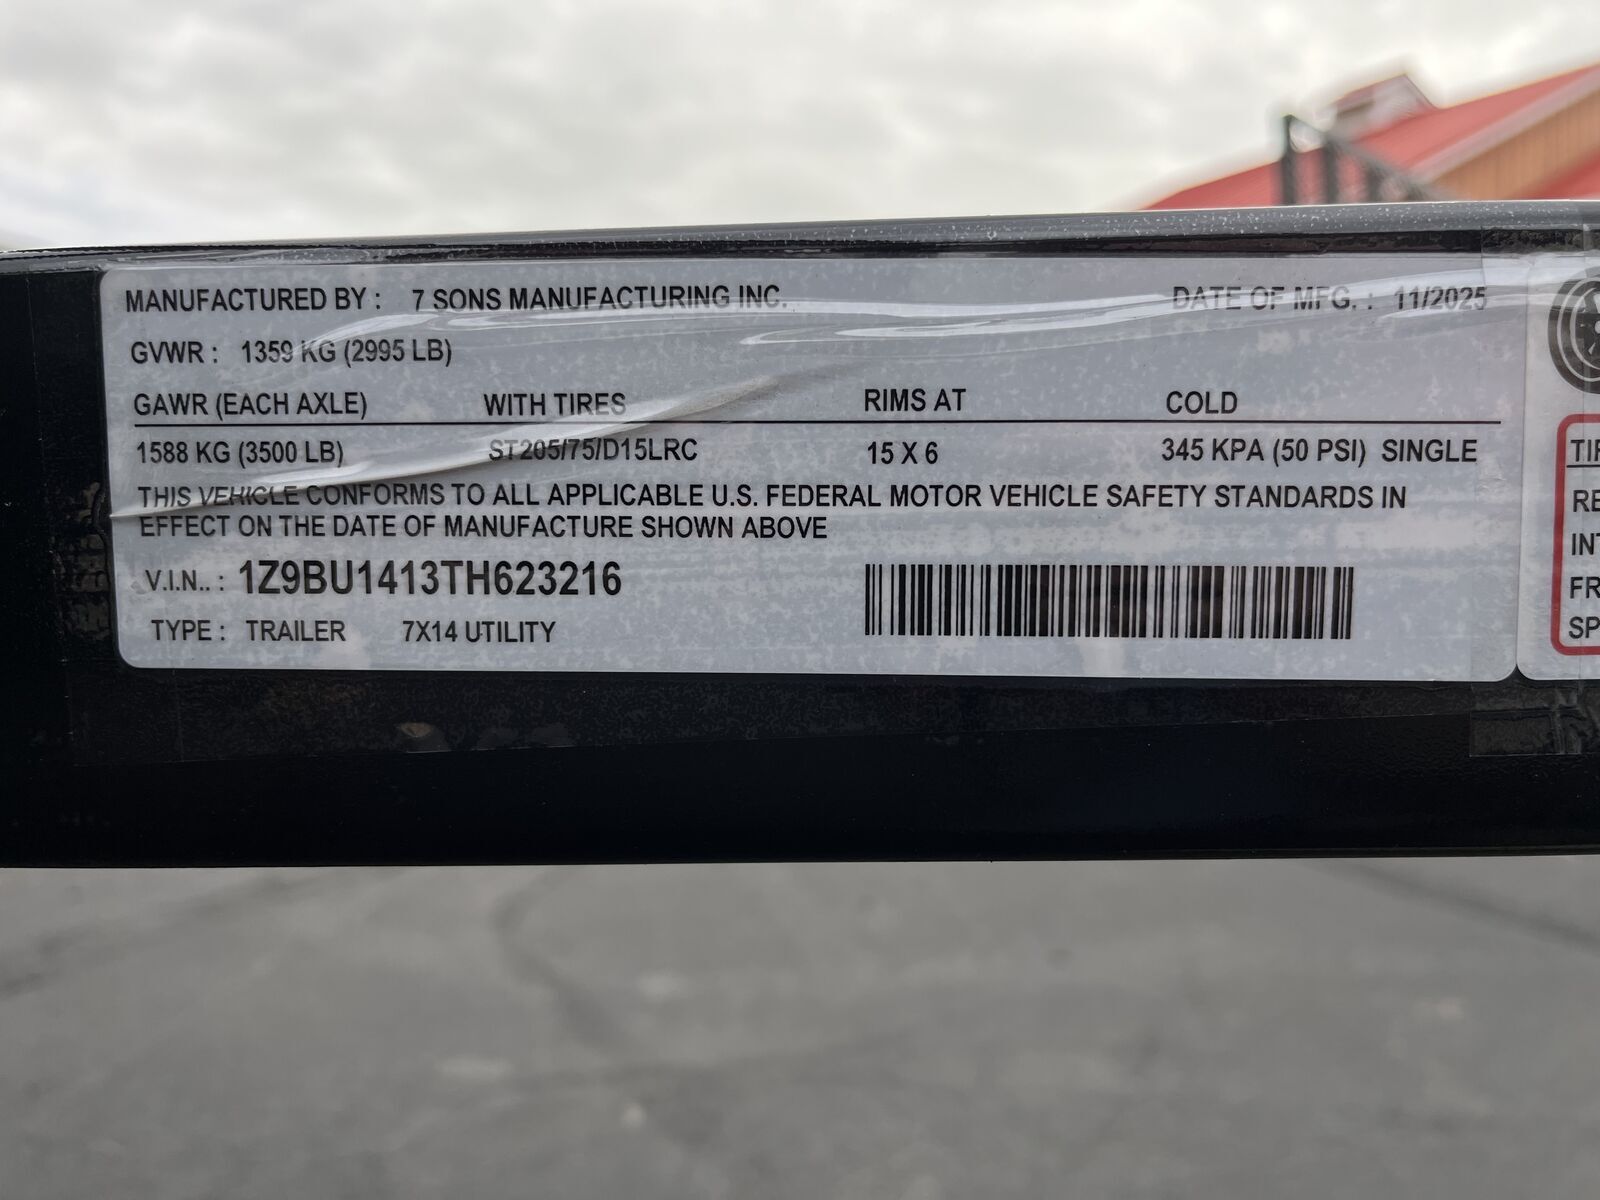 MANUFACTURED BY : 7 SONS MANUFACTURING INC. DATE OF MFG. : 11/2025
GVWR : 1359 KG (2995 LB)
GAWR (EACH AXLE) WITH TIRES RIMS AT COLD
1588 KG (3500 LB) ST205/75/D15LRC 15 X 6 345 KPA (50 PSI) SINGLE
THIS VEHICLE CONFORMS TO ALL APPLICABLE U.S. FEDERAL MOTOR VEHICLE SAFETY STANDARDS IN
EFFECT ON THE DATE OF MANUFACTURE SHOWN ABOVE
V.I.N.. : 1Z9BU1413TH623216
TYPE : TRAILER 7X14 UTILITY